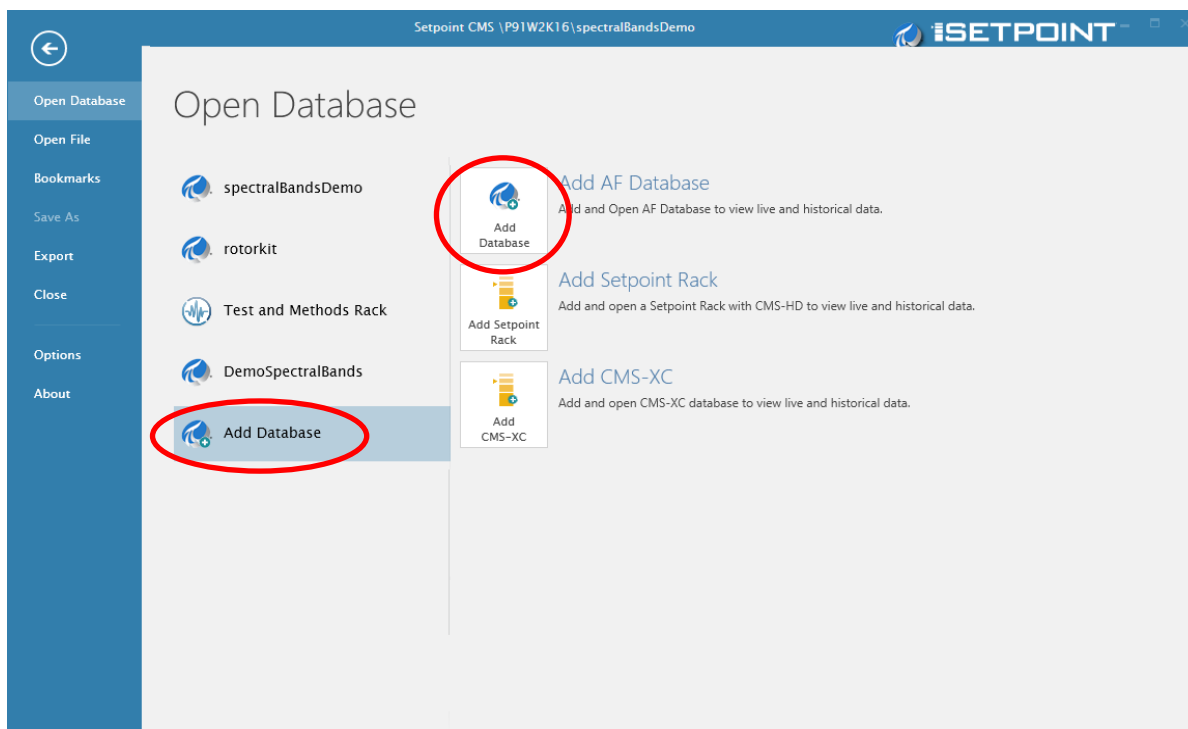 Setpoint CMS \P91W2K16\spectralBandsDemo
SETPOINT
Open Database
Open File
Bookmarks
Save As
Export
Close
Options
About
Open Database
spectralBandsDemo
rotorkit
Test and Methods Rack
DemoSpectralBands
Add Database
Add
Database
Add AF Database
Add and Open AF Database to view live and historical data.
Add Setpoint
Rack
Add Setpoint Rack
Add and open a Setpoint Rack with CMS-HD to view live and historical data.
Add
CMS-XC
Add CMS-XC
Add and open CMS-XC database to view live and historical data.